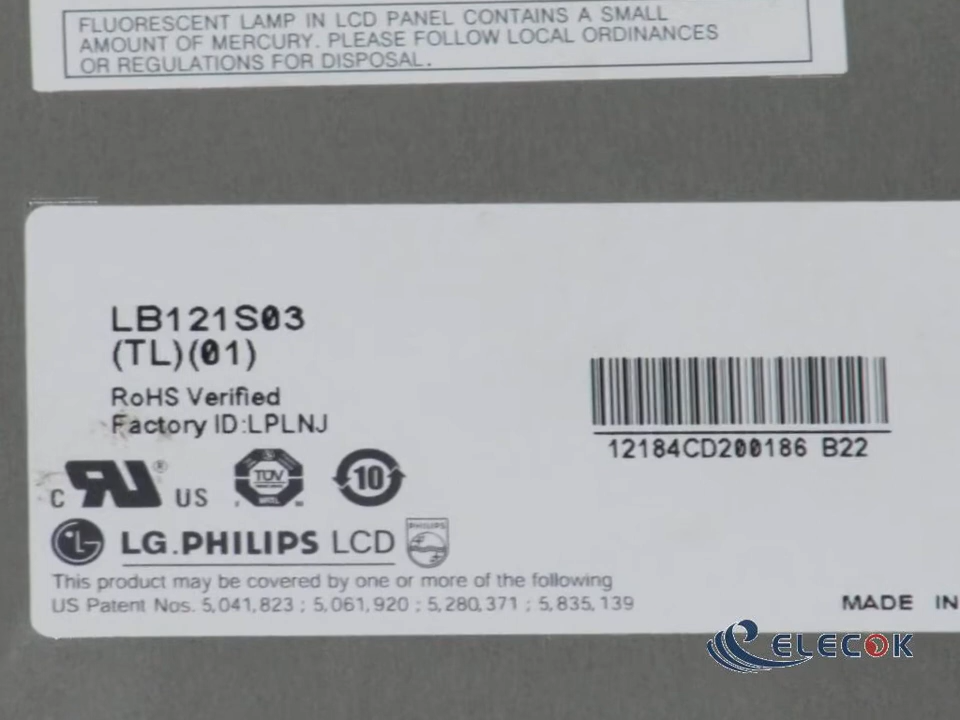 FLUORESCENT LAMP IN LCD PANEL CONTAINS A SMALL
AMOUNT OF MERCURY. PLEASE FOLLOW LOCAL ORDINANCES
OR REGULATIONS FOR DISPOSAL.
LB121S03
(TL)(01)
RoHS Verified
Factory ID:LPLNJ
12184CD200186 B22
C RU ® US
TÜV
10
LG.PHILIPS LCD
PHILIPS
This product may be covered by one or more of the following
US Patent Nos. 5,041,823 ; 5,061,920 ; 5,280,371 ; 5,835,139
MADE IN
ELECOK